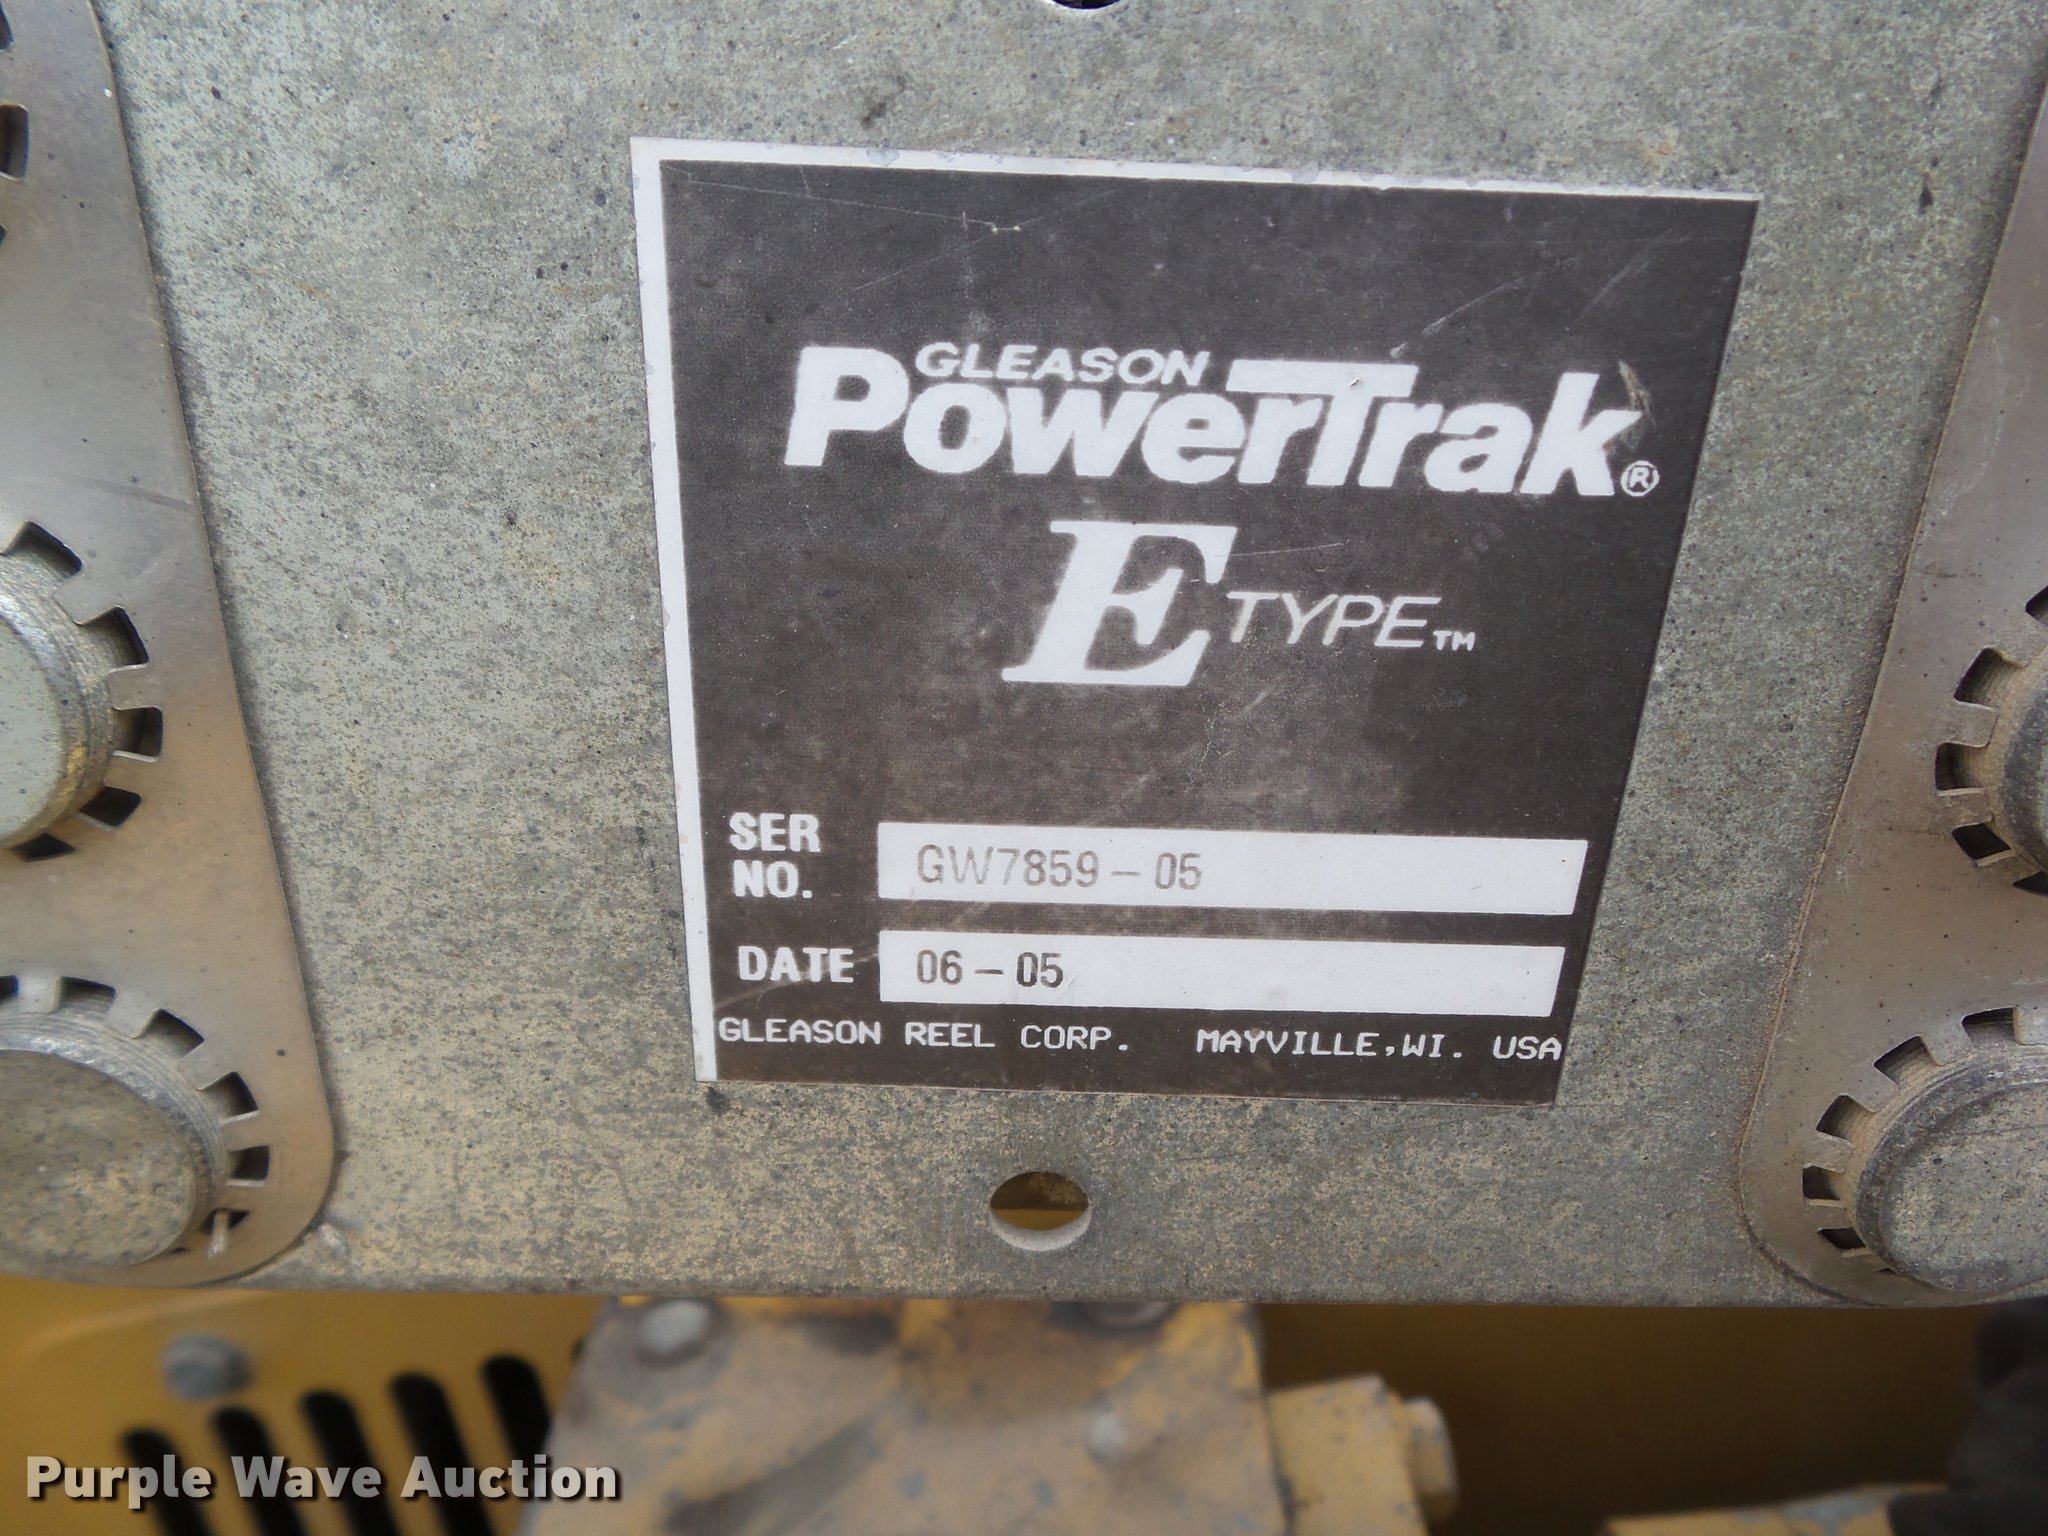 GLEASON
PowerTrak®
E TYPE™
SER NO. GW7859-05
DATE 06-05
GLEASON REEL CORP. MAYVILLE,WI. USA
Purple Wave Auction